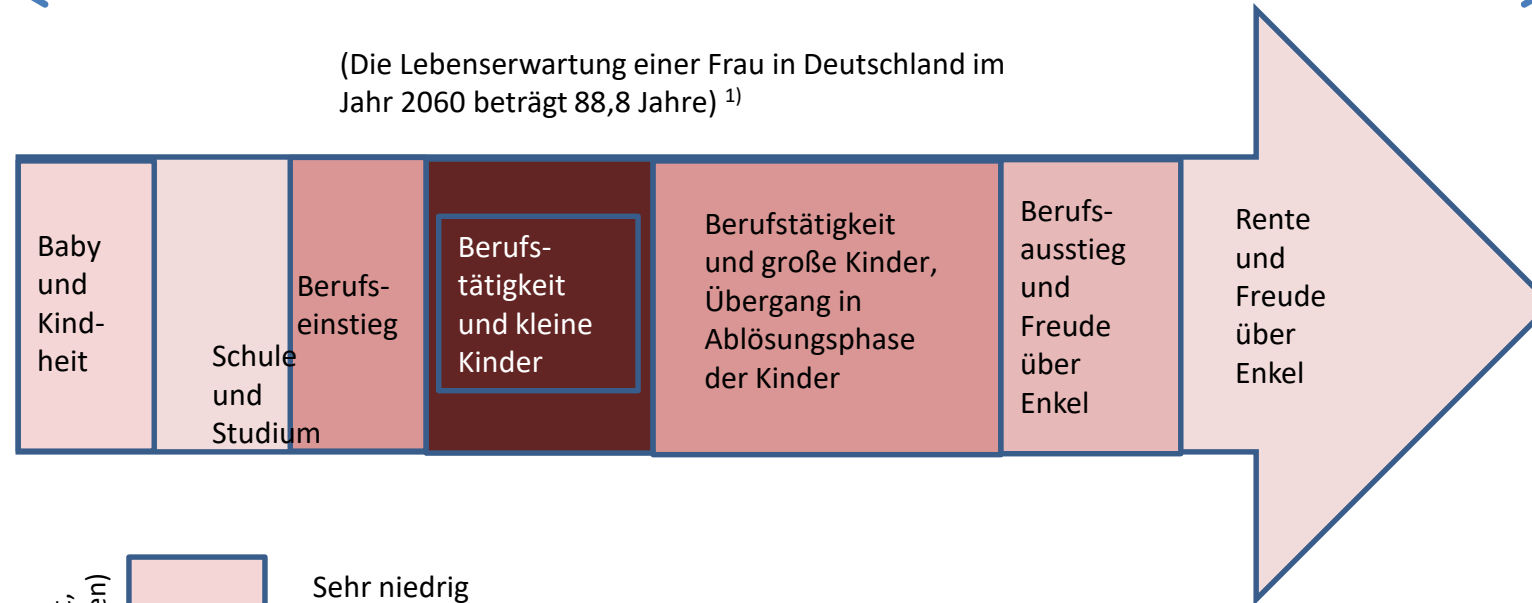 (Die Lebenserwartung einer Frau in Deutschland im
Jahr 2060 beträgt 88,8 Jahre) 1)
Baby
und
Kind-
heit
Schule
und
Studium
Berufs-
einstieg
Berufs-
tätigkeit
und kleine
Kinder
Berufstätigkeit
und große Kinder,
Übergang in
Ablösungsphase
der Kinder
Berufs-
ausstieg
und
Freude
über
Enkel
Rente
und
Freude
über
Enkel
Sehr niedrig